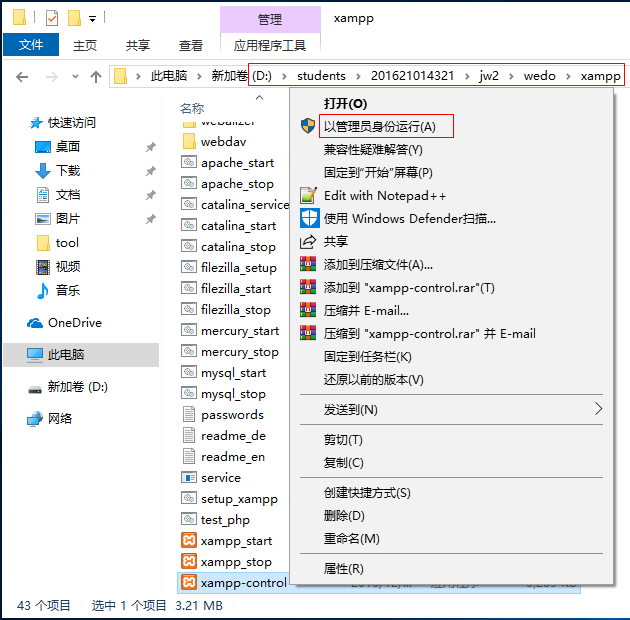 管理
xampp
文件
主页
共享
查看
应用程序工具
此电脑
新加卷 (D:)
students
201621014321
jw2
wedo
xampp
快速访问
桌面
下载
文档
图片
tool
视频
音乐
OneDrive
此电脑
新加卷 (D:)
网络
名称
webalizer
webdav
apache_start
apache_stop
catalina_service
catalina_start
catalina_stop
filezilla_setup
filezilla_start
filezilla_stop
mercury_start
mercury_stop
mysql_start
mysql_stop
passwords
readme_de
readme_en
service
setup_xampp
test_php
xampp_start
xampp_stop
xampp-control
打开(O)
以管理员身份运行(A)
兼容性疑难解答(Y)
固定到"开始"屏幕(P)
Edit with Notepad++
使用 Windows Defender扫描...
共享
添加到压缩文件(A)...
添加到 "xampp-control.rar"(T)
压缩并 E-mail...
压缩到 "xampp-control.rar" 并 E-mail
固定到任务栏(K)
还原以前的版本(V)
发送到(N)
剪切(T)
复制(C)
创建快捷方式(S)
删除(D)
重命名(M)
属性(R)
43 个项目
选中 1 个项目
3.21 MB